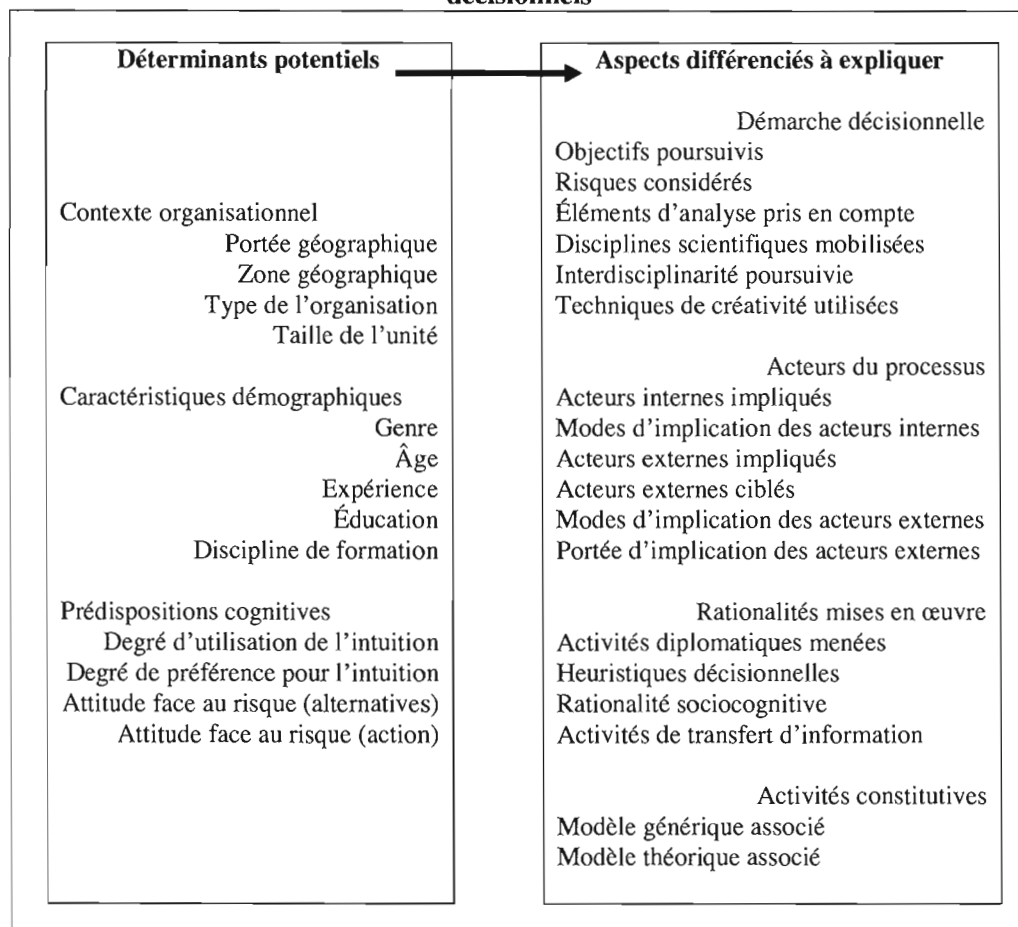 décisionnels
Déterminants potentiels
Contexte organisationnel
Portée géographique
Zone géographique
Type de l'organisation
Taille de l'unité
Caractéristiques démographiques
Genre
Âge
Expérience
Éducation
Discipline de formation
Prédispositions cognitives
Degré d'utilisation de l'intuition
Degré de préférence pour l'intuition
Attitude face au risque (alternatives)
Attitude face au risque (action)
Aspects différenciés à expliquer
Démarche décisionnelle
Objectifs poursuivis
Risques considérés
Éléments d'analyse pris en compte
Disciplines scientifiques mobilisées
Interdisciplinarité poursuivie
Techniques de créativité utilisées
Acteurs du processus
Acteurs internes impliqués
Modes d'implication des acteurs internes
Acteurs externes impliqués
Acteurs externes ciblés
Modes d'implication des acteurs externes
Portée d'implication des acteurs externes
Rationalités mises en œuvre
Activités diplomatiques menées
Heuristiques décisionnelles
Rationalité sociocognitive
Activités de transfert d'information
Activités constitutives
Modèle générique associé
Modèle théorique associé